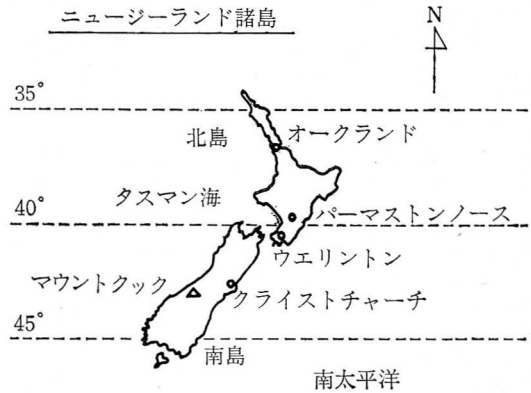 ニュージーランド諸島
N
35°
北島
オークランド
タスマン海
パーマストンノース
40°
ウエリントン
マウントクック
クライストチャーチ
45°
南島
南太平洋